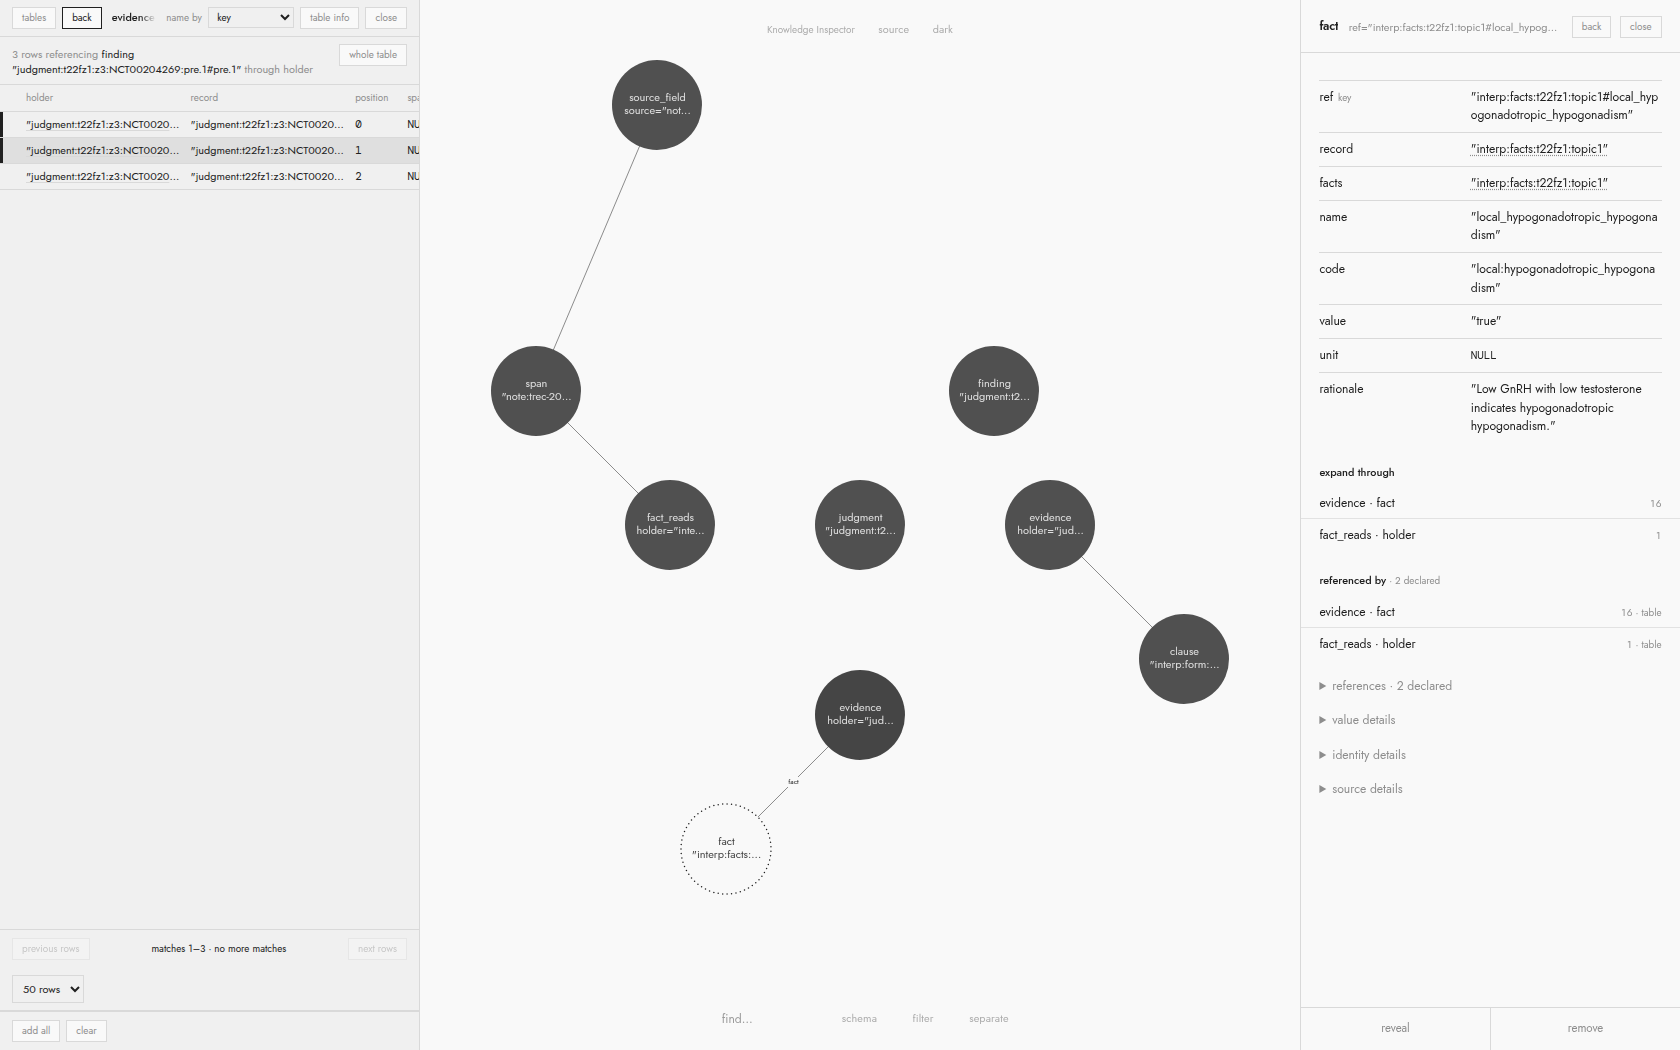 tables
back
evidence
name by
key
table info
close
3 rows referencing finding
"judgment:t22fz1:z3:NCT00204269:pre.1#pre.1" through holder
whole table
holder
record
position
spa
"judgment:t22fz1:z3:NCT0020...
"judgment:t22fz1:z3:NCT0020...
0
NU
"judgment:t22fz1:z3:NCT0020...
"judgment:t22fz1:z3:NCT0020...
1
NU
"judgment:t22fz1:z3:NCT0020...
"judgment:t22fz1:z3:NCT0020...
2
NU
previous rows
matches 1–3 · no more matches
next rows
50 rows
add all
clear
Knowledge Inspector
source
dark
source_field
source="not...
span
"note:trec-20...
finding
"judgment:t2...
fact_reads
holder="inte...
judgment
"judgment:t2...
evidence
holder="jud...
clause
"interp:form:...
evidence
holder="jud...
fact
fact
"interp:facts:...
find...
schema
filter
separate
fact
ref="interp:facts:t22fz1:topic1#local_hypog...
back
close
ref key
"interp:facts:t22fz1:topic1#local_hyp
ogonadotropic_hypogonadism"
record
"interp:facts:t22fz1:topic1"
facts
"interp:facts:t22fz1:topic1"
name
"local_hypogonadotropic_hypogona
dism"
code
"local:hypogonadotropic_hypogona
dism"
value
"true"
unit
NULL
rationale
"Low GnRH with low testosterone
indicates hypogonadotropic
hypogonadism."
expand through
evidence · fact
16
fact_reads · holder
1
referenced by · 2 declared
evidence · fact
16 · table
fact_reads · holder
1 · table
▶ references · 2 declared
▶ value details
▶ identity details
▶ source details
reveal
remove